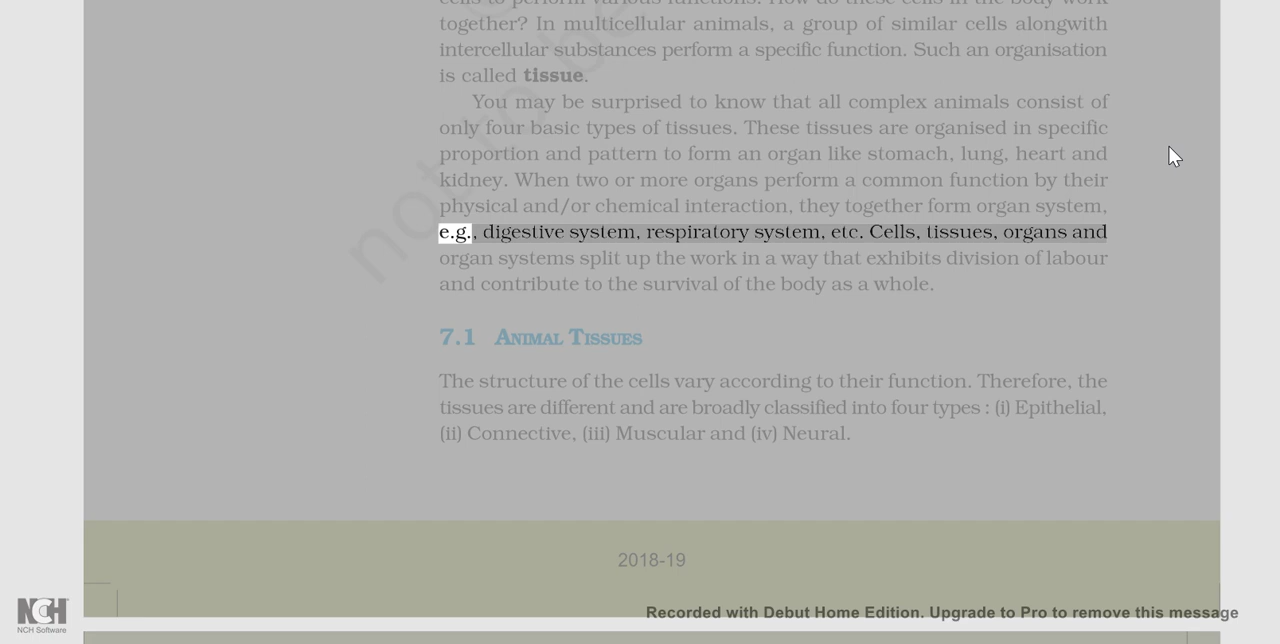 together? In multicellular animals, a group of similar cells alongwith
intercellular substances perform a specific function. Such an organisation
is called tissue.
You may be surprised to know that all complex animals consist of
only four basic types of tissues. These tissues are organised in specific
proportion and pattern to form an organ like stomach, lung, heart and
kidney. When two or more organs perform a common function by their
physical and/or chemical interaction, they together form organ system,
e.g., digestive system, respiratory system, etc. Cells, tissues, organs and
organ systems split up the work in a way that exhibits division of labour
and contribute to the survival of the body as a whole.
7.1 ANIMAL TISSUES
The structure of the cells vary according to their function. Therefore, the
tissues are different and are broadly classified into four types : (i) Epithelial,
(ii) Connective, (iii) Muscular and (iv) Neural.
2018-19
NCH
NCH Software
Recorded with Debut Home Edition. Upgrade to Pro to remove this message
not to be